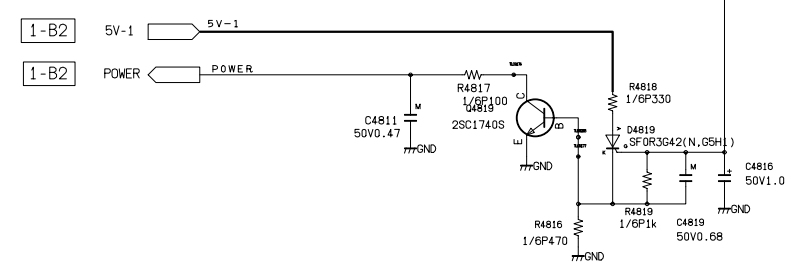 1-B2 5V-1 5V-1
1-B2 POWER POWER
R4817
1/6P100
R4818
1/6P330
M
C4811
50V0.47
GND
C
Q4819
2SC1740S
B
E
GND
A
D4819
SF0R3G42(N,G5H1)
K
G
M
+
C4816
50V1.0
GND
R4819
1/6P1k
C4819
50V0.68
R4816
1/6P470
GND